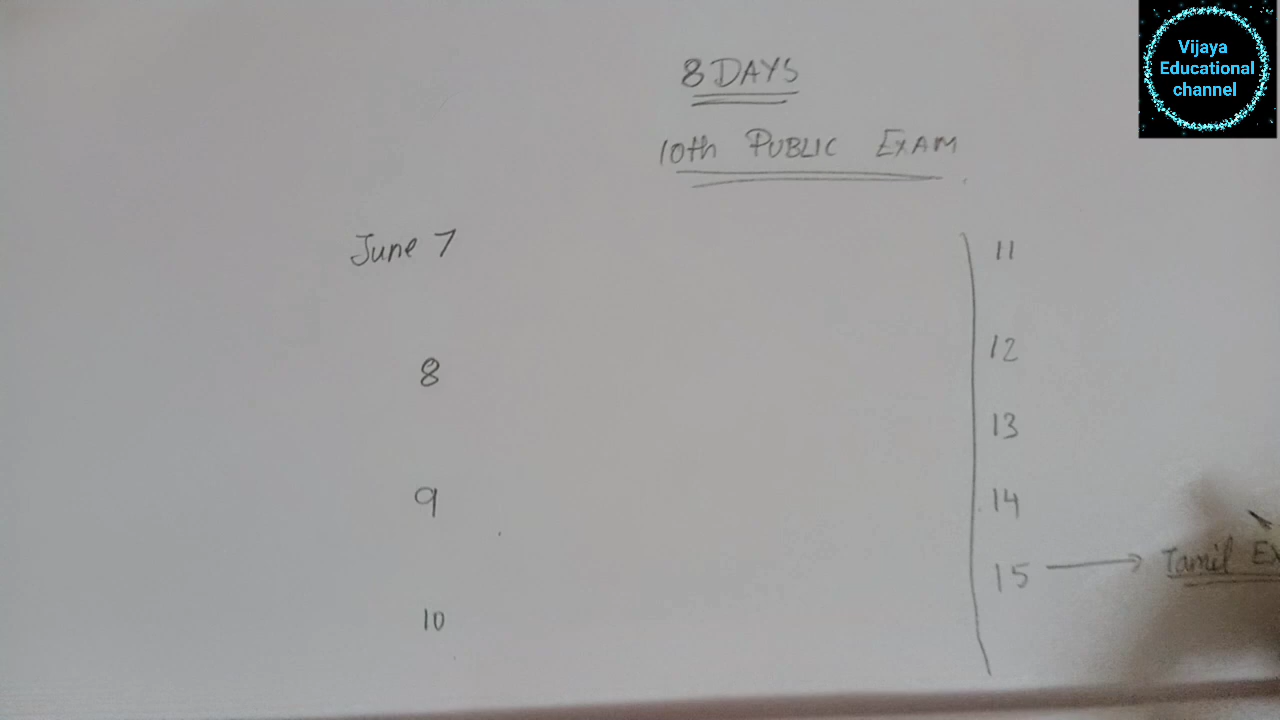 8 DAYS
10th PUBLIC EXAM
June 7
8
9
10
11
12
13
14
15 → Tamil Ex
Vijaya
Educational
channel